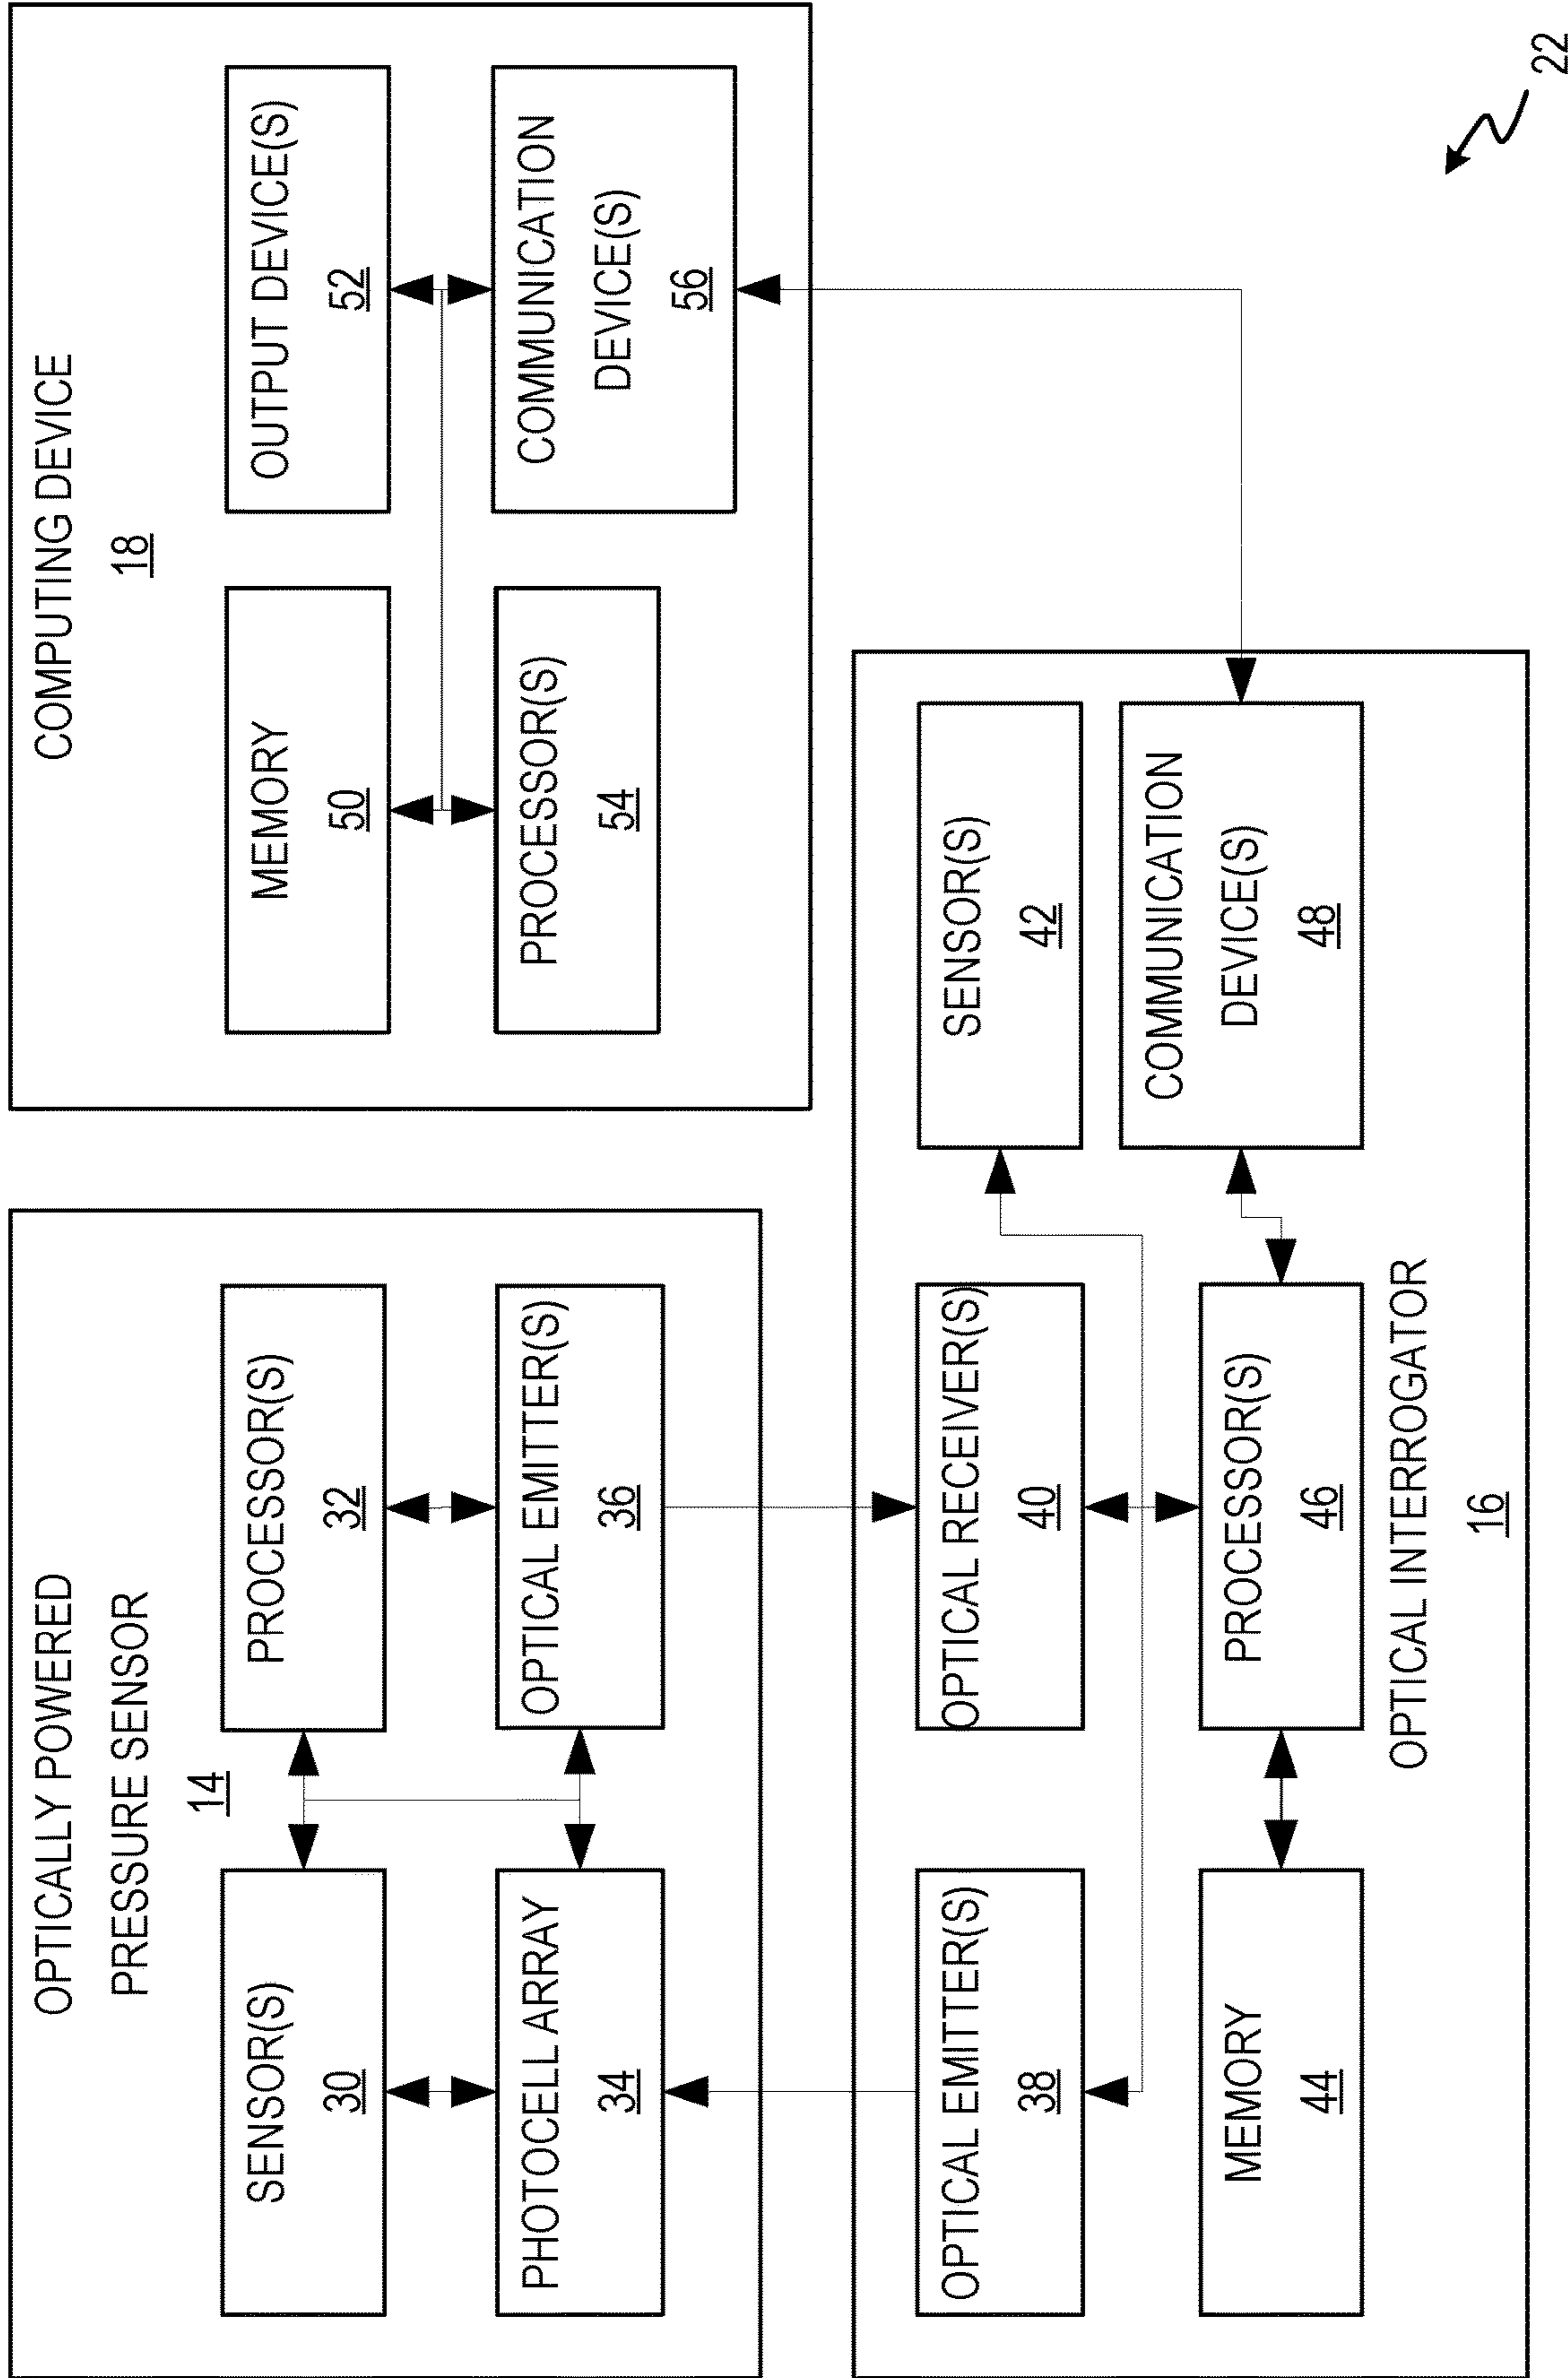 OPTICALLY POWERED
PRESSURE SENSOR
14
SENSOR(S)
30
PROCESSOR(S)
32
PHOTOCELL ARRAY
34
OPTICAL EMITTER(S)
36
COMPUTING DEVICE
18
MEMORY
50
OUTPUT DEVICE(S)
52
PROCESSOR(S)
54
COMMUNICATION
DEVICE(S)
56
OPTICAL EMITTER(S)
38
OPTICAL RECEIVER(S)
40
SENSOR(S)
42
MEMORY
44
PROCESSOR(S)
46
COMMUNICATION
DEVICE(S)
48
OPTICAL INTERROGATOR
16
22